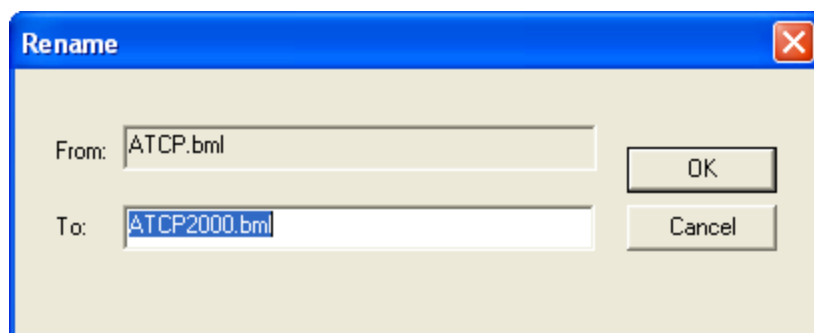 Rename
From: ATCP.bml
OK
To: ATCP2000.bml
Cancel